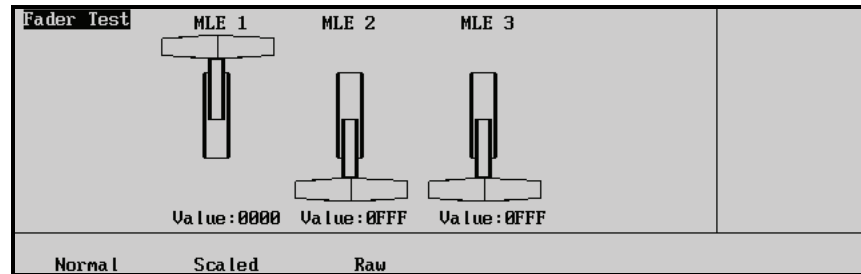 Fader Test
MLE 1 MLE 2 MLE 3
Value:0000 Value:0FFF Value:0FFF
Normal Scaled Raw